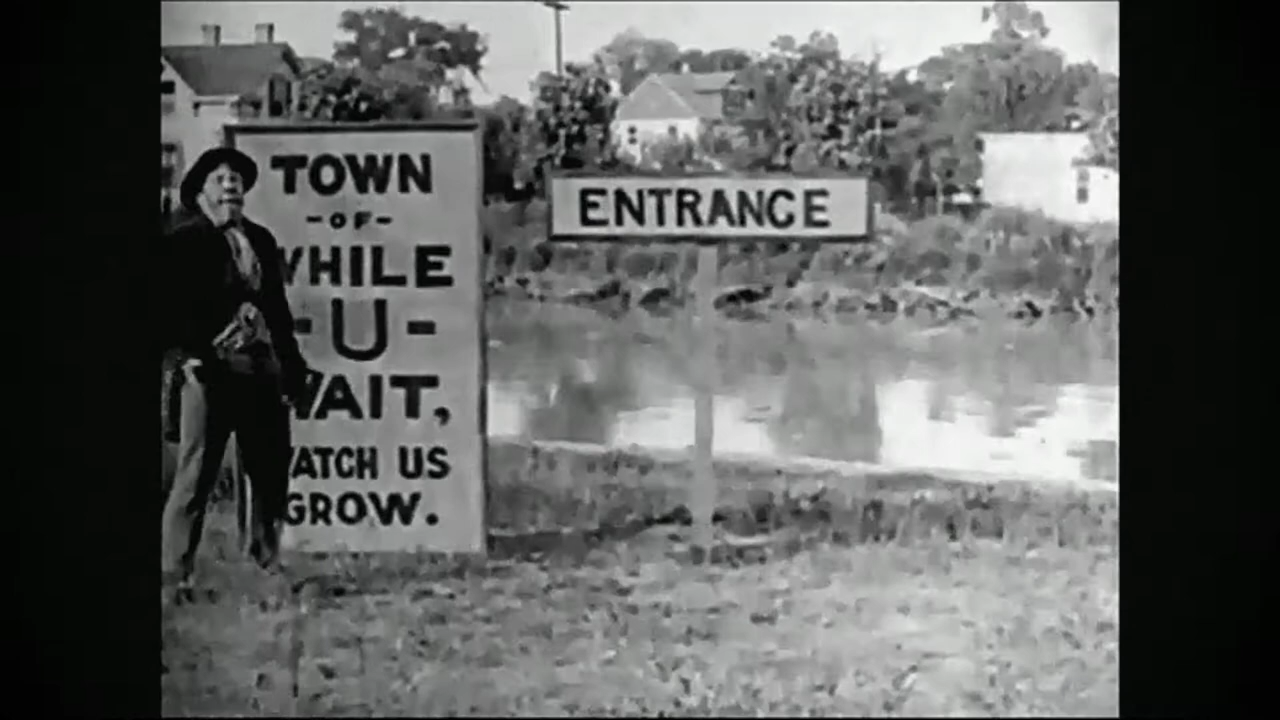 TOWN
-OF-
WHILE
-U-
WAIT,
WATCH US
GROW.
ENTRANCE